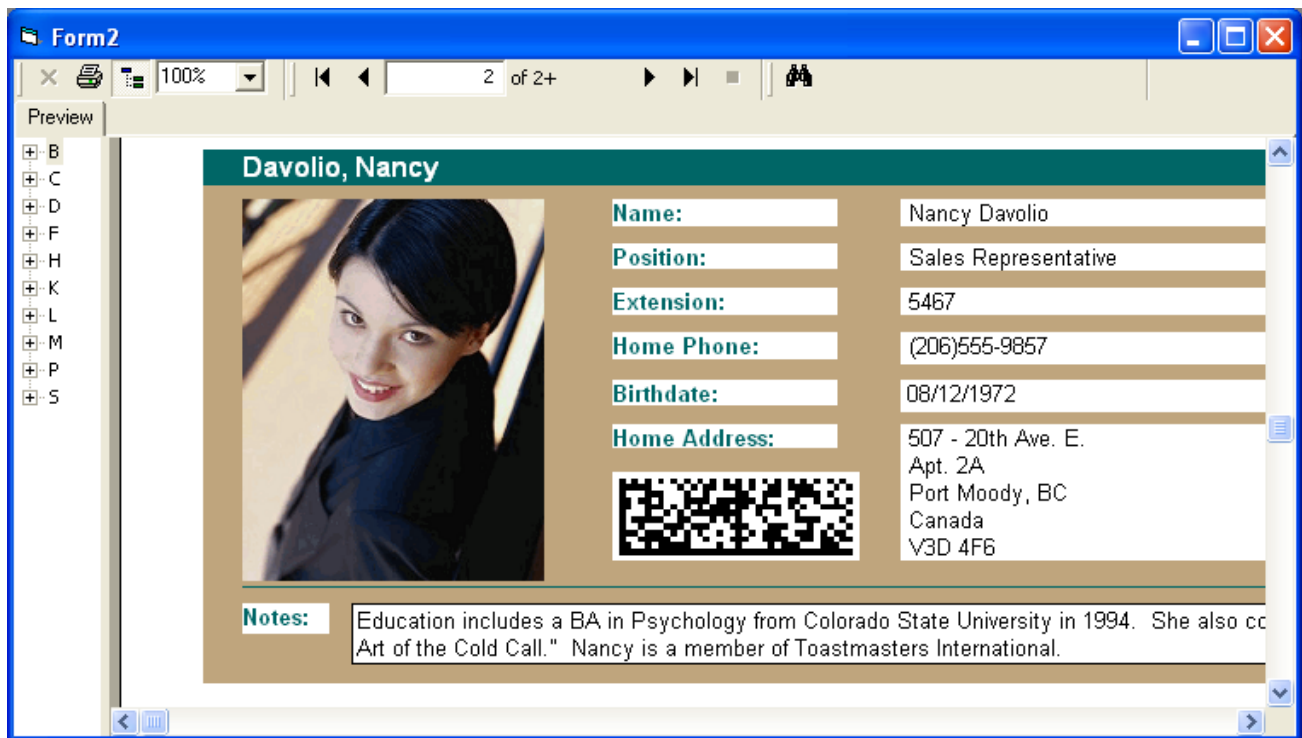 Form2
100% 2 of 2+
Preview
B
C
D
F
H
K
L
M
P
S
Davolio, Nancy
Name: Nancy Davolio
Position: Sales Representative
Extension: 5467
Home Phone: (206)555-9857
Birthdate: 08/12/1972
Home Address: 507 - 20th Ave. E.
Apt. 2A
Port Moody, BC
Canada
V3D 4F6
Notes: Education includes a BA in Psychology from Colorado State University in 1994. She also co
Art of the Cold Call." Nancy is a member of Toastmasters International.